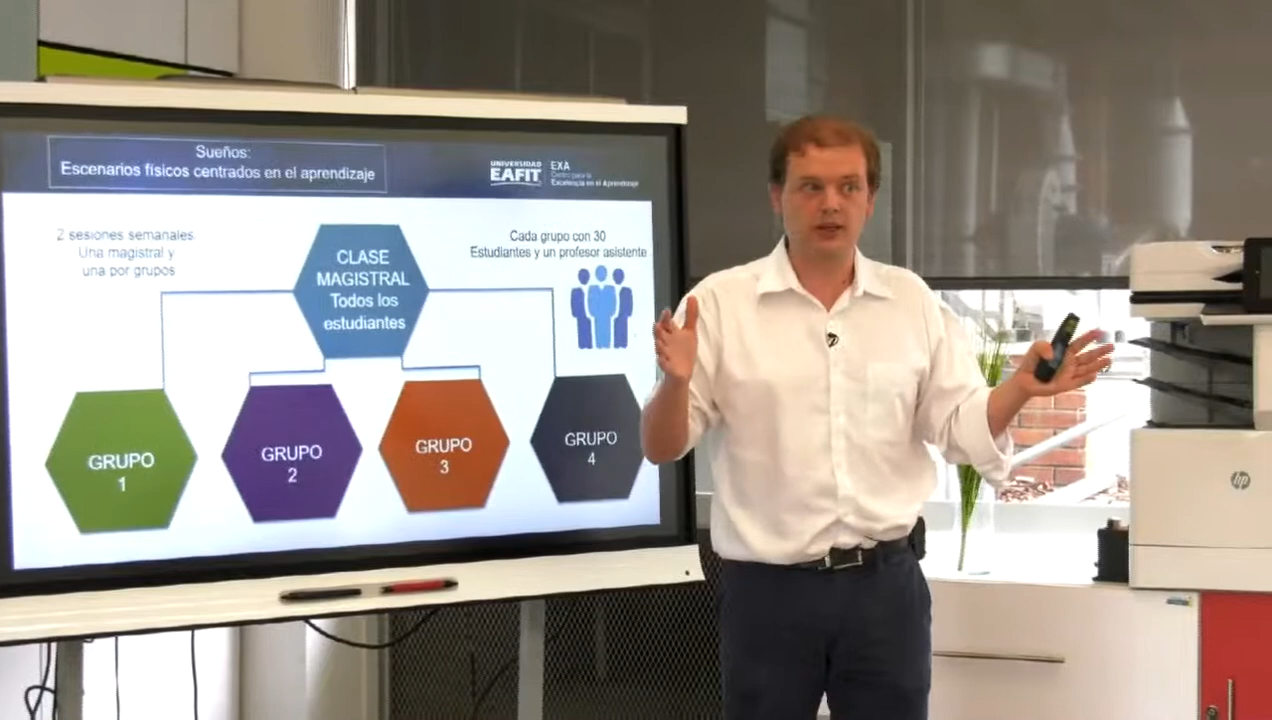 Sueños:
Escenarios físicos centrados en el aprendizaje
UNIVERSIDAD
EAFIT
EXA
Centro para la
Excelencia en el Aprendizaje
2 sesiones semanales
Una magistral y
una por grupos
CLASE
MAGISTRAL
Todos los
estudiantes
Cada grupo con 30
Estudiantes y un profesor asistente
GRUPO
1
GRUPO
2
GRUPO
3
GRUPO
4
hp